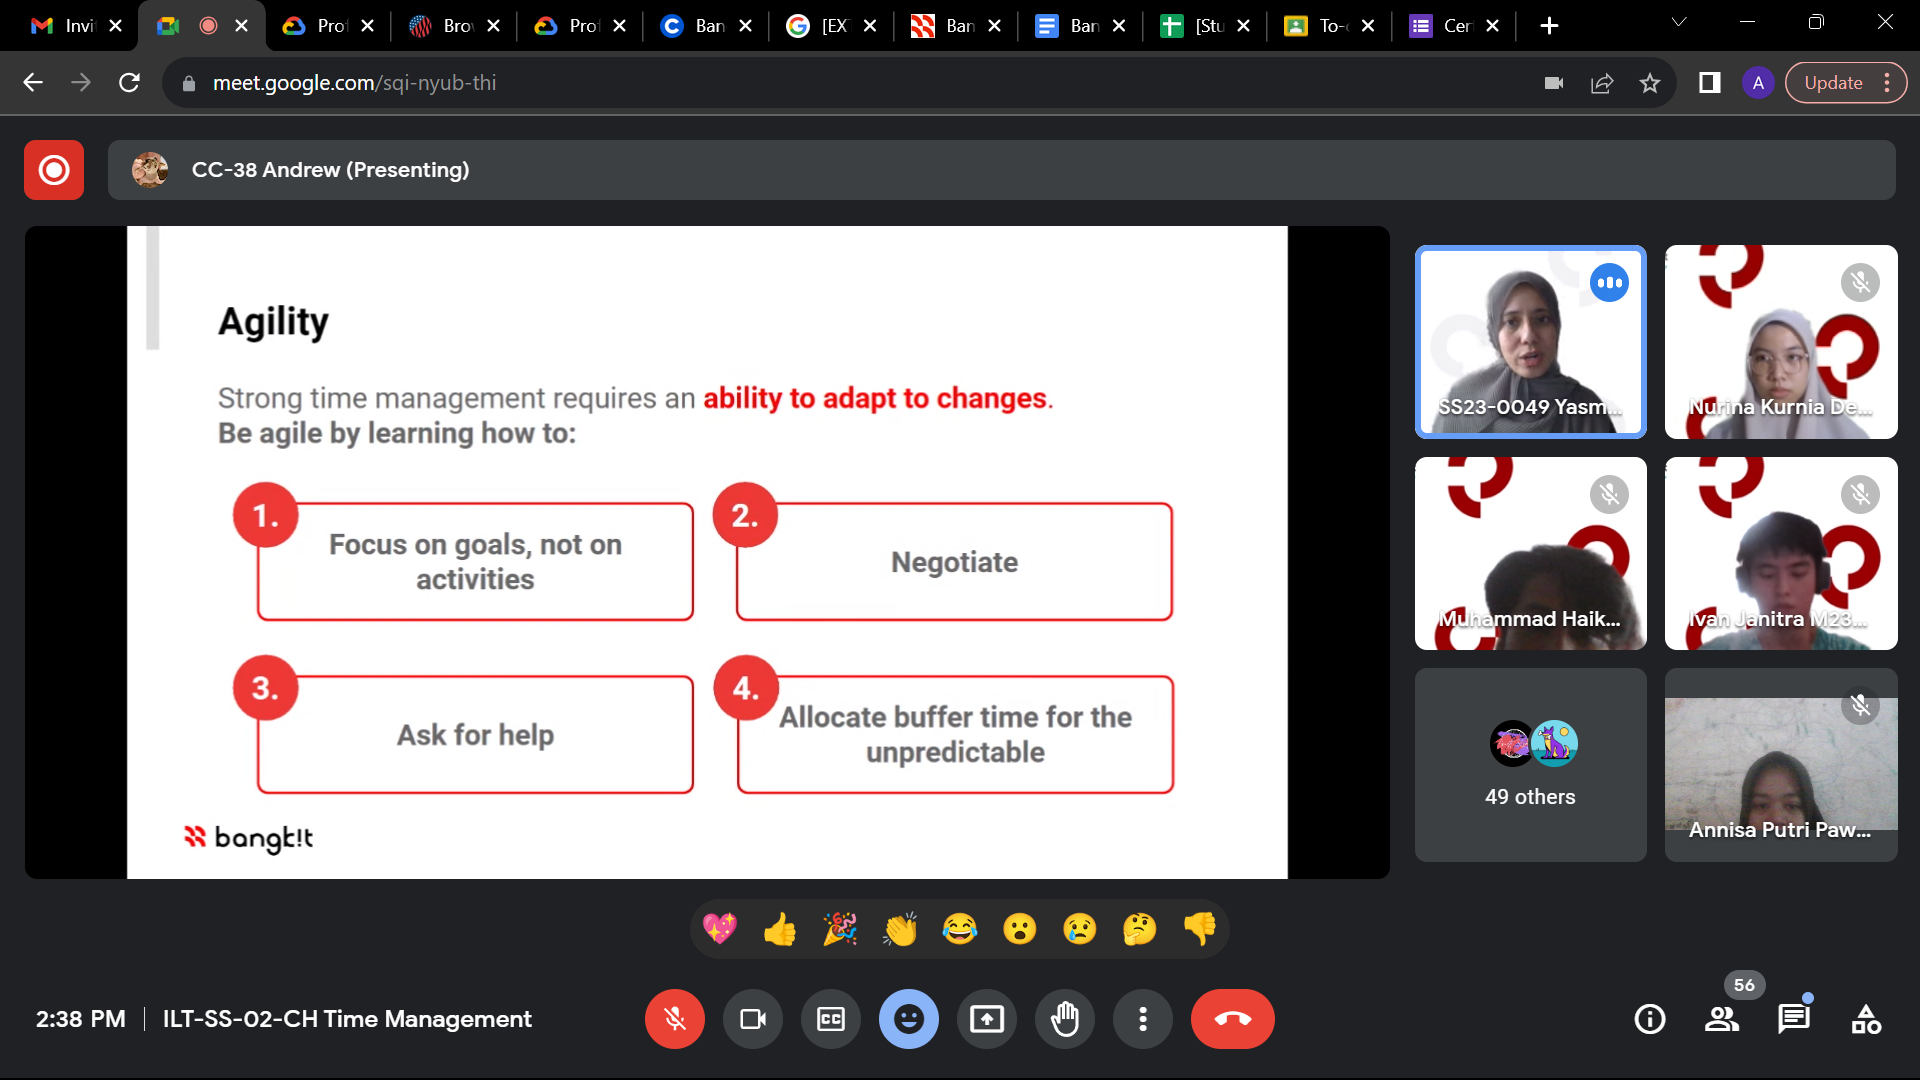 Invi
Prof
Bro
Prof
Ban
[EX
Ban
Ban
[Stu
To-
Cer
meet.google.com/sqi-nyub-thi
A
Update
CC-38 Andrew (Presenting)
Agility
Strong time management requires an ability to adapt to changes.
Be agile by learning how to:
1.
Focus on goals, not on
activities
2.
Negotiate
3.
Ask for help
4.
Allocate buffer time for the
unpredictable
bangk!t
SS23-0049 Yasm...
Nurina Kurnia De...
Muhammad Haik...
Ivan Janitra M23...
49 others
Annisa Putri Paw...
2:38 PM
ILT-SS-02-CH Time Management
CC
56